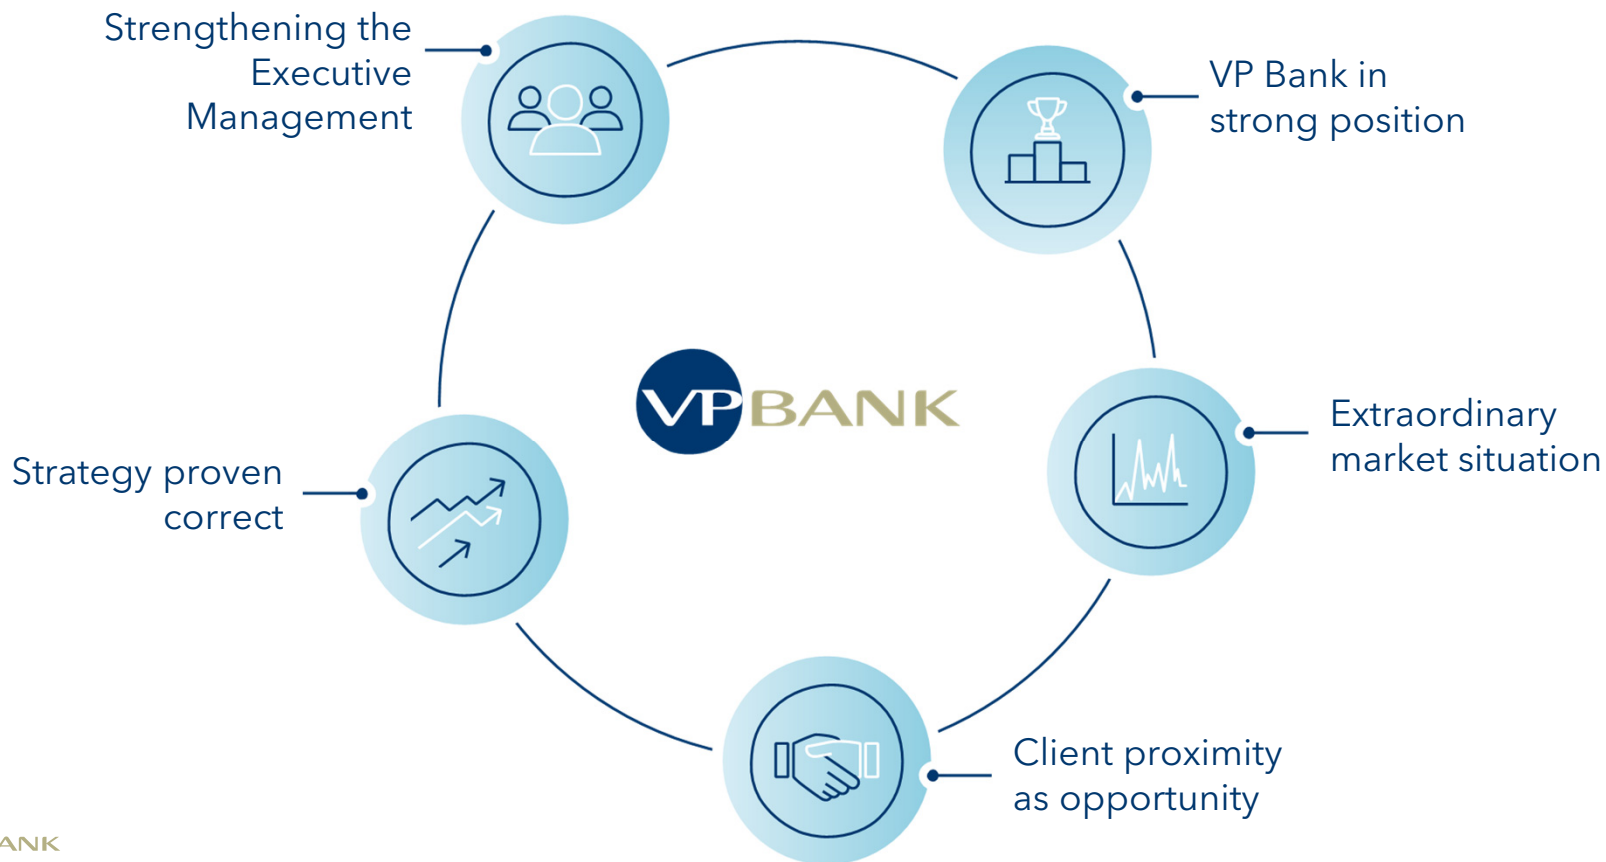 Strengthening the
Executive
Management
VP Bank in
strong position
VPBANK
Extraordinary
market situation
Strategy proven
correct
Client proximity
as opportunity
ANK